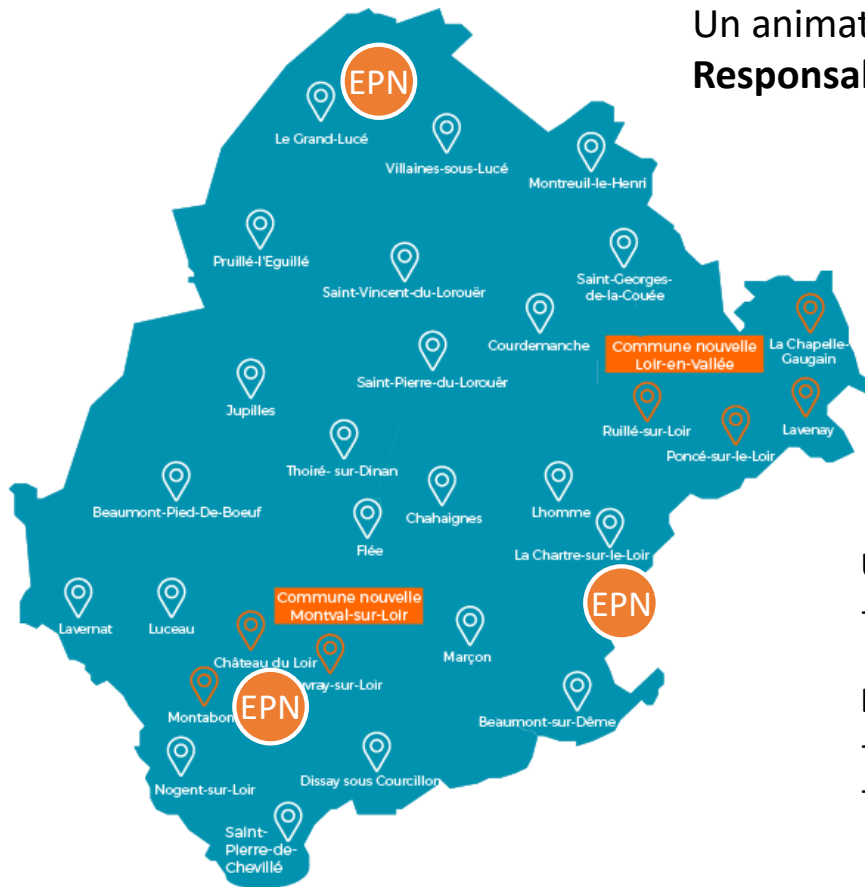 Un animat
Responsal
EPN
Le Grand-Lucé
Villaines-sous-Lucé
Montreuil-le-Henri
Pruillé-l'Eguillé
Saint-Vincent-du-Lorouër
Saint-Georges-
de-la-Couée
Courdemanche
Commune nouvelle
Loir-en-Vallée
La Chapelle-
Gaugain
Saint-Pierre-du-Lorouër
Jupilles
Ruillé-sur-Loir
Lavenay
Poncé-sur-le-Loir
Thoiré- sur-Dinan
Beaumont-Pied-De-Boeuf
Chahaignes
Lhomme
Flée
La Chartre-sur-le-Loir
EPN
Commune nouvelle
Montval-sur-Loir
Lavernat
Luceau
Marçon
Château du Loir
vray-sur-Loir
Montabon
EPN
Beaumont-sur-Dême
Nogent-sur-Loir
Dissay sous Courcillon
Saint-
Pierre-de-
Chevillé